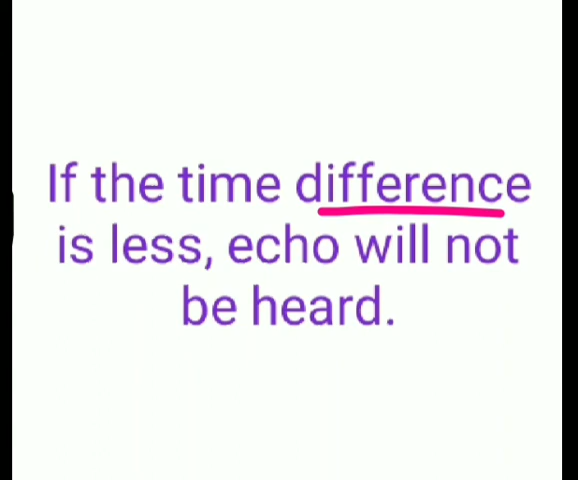 If the time difference
is less, echo will not
be heard.